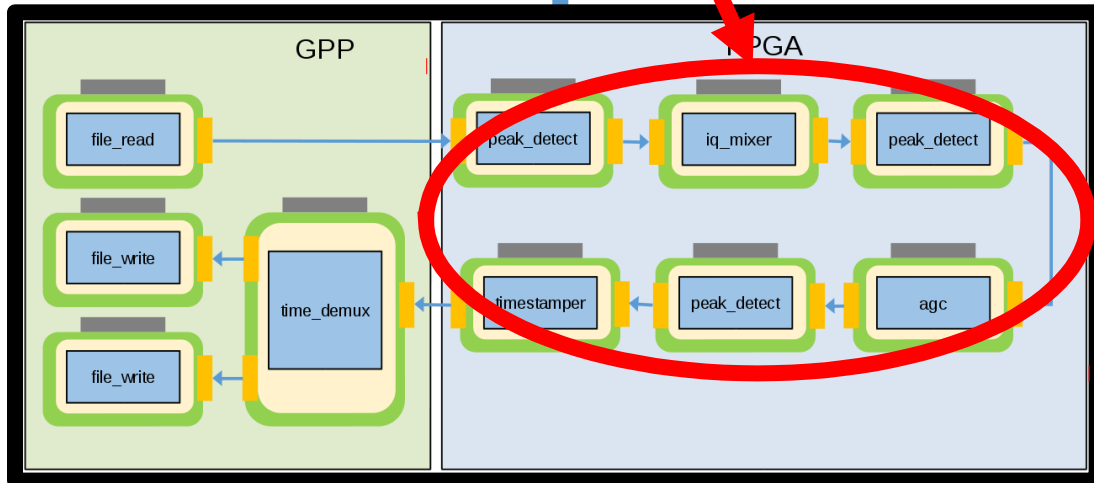 GPP
FPGA
file_read
peak_detect
iq_mixer
peak_detect
file_write
time_demux
timestamper
peak_detect
agc
file_write